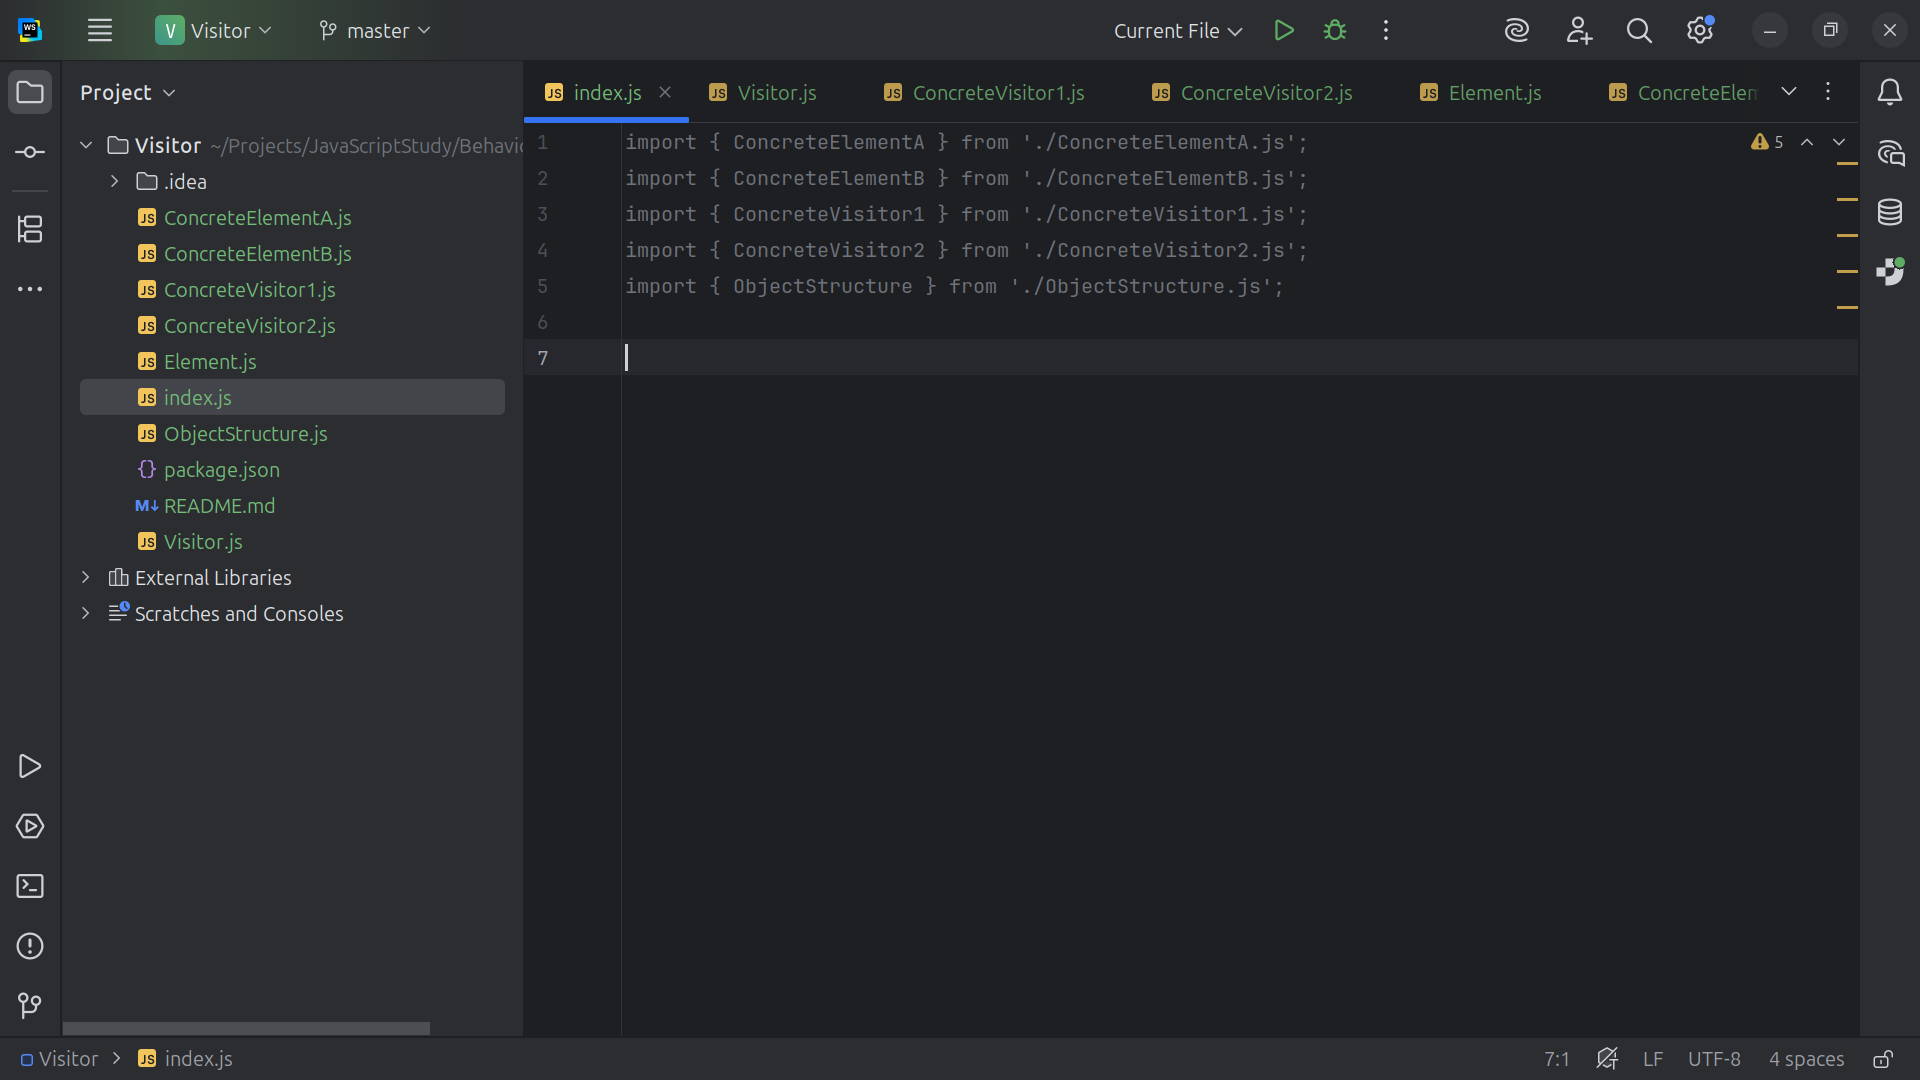 WS
V Visitor
master
Current File
Project
index.js
Visitor.js
ConcreteVisitor1.js
ConcreteVisitor2.js
Element.js
ConcreteElem
Visitor ~/Projects/JavaScriptStudy/Behavio
.idea
ConcreteElementA.js
ConcreteElementB.js
ConcreteVisitor1.js
ConcreteVisitor2.js
Element.js
index.js
ObjectStructure.js
package.json
README.md
Visitor.js
External Libraries
Scratches and Consoles
1 import { ConcreteElementA } from './ConcreteElementA.js';
2 import { ConcreteElementB } from './ConcreteElementB.js';
3 import { ConcreteVisitor1 } from './ConcreteVisitor1.js';
4 import { ConcreteVisitor2 } from './ConcreteVisitor2.js';
5 import { ObjectStructure } from './ObjectStructure.js';
6
7
5
Visitor
index.js
7:1
LF
UTF-8
4 spaces